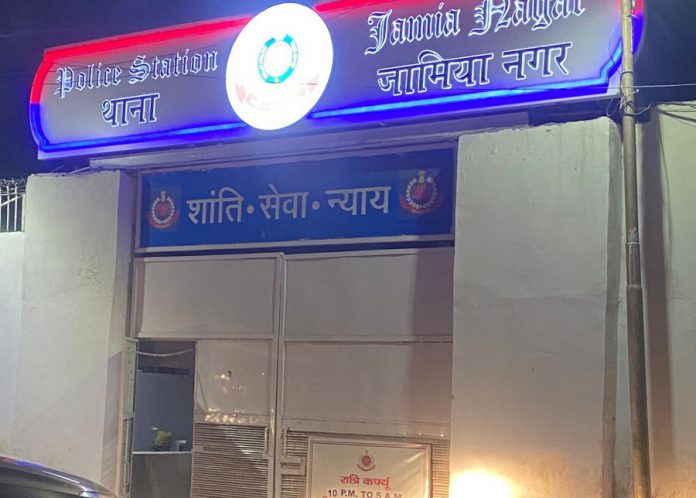 Police Station
थाना
Jamia Nagar
जामिया नगर
शांति • सेवा • न्याय
रात्रि कर्फ्यू
10 P.M. TO 5 A.M.